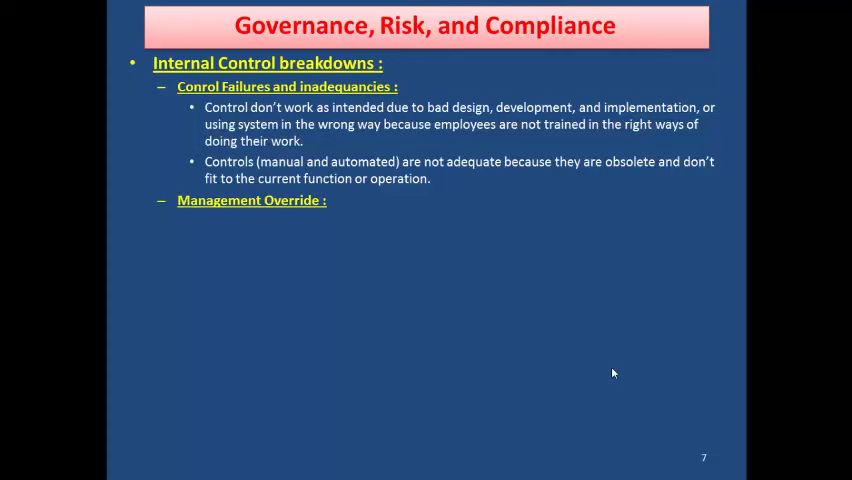 Governance, Risk, and Compliance
• Internal Control breakdowns :
– Conrol Failures and inadequancies :
• Control don't work as intended due to bad design, development, and implementation, or
using system in the wrong way because employees are not trained in the right ways of
doing their work.
• Controls (manual and automated) are not adequate because they are obsolete and don't
fit to the current function or operation.
– Management Override :
7